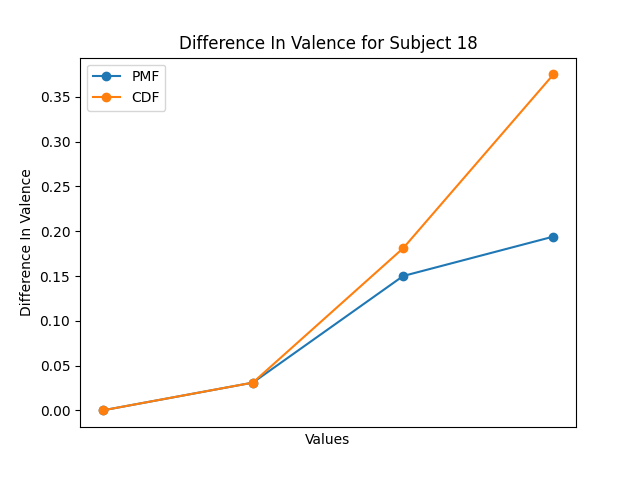 Difference In Valence for Subject 18
PMF
CDF
0.35
0.30
0.25
0.20
0.15
0.10
0.05
0.00
Difference In Valence
Values